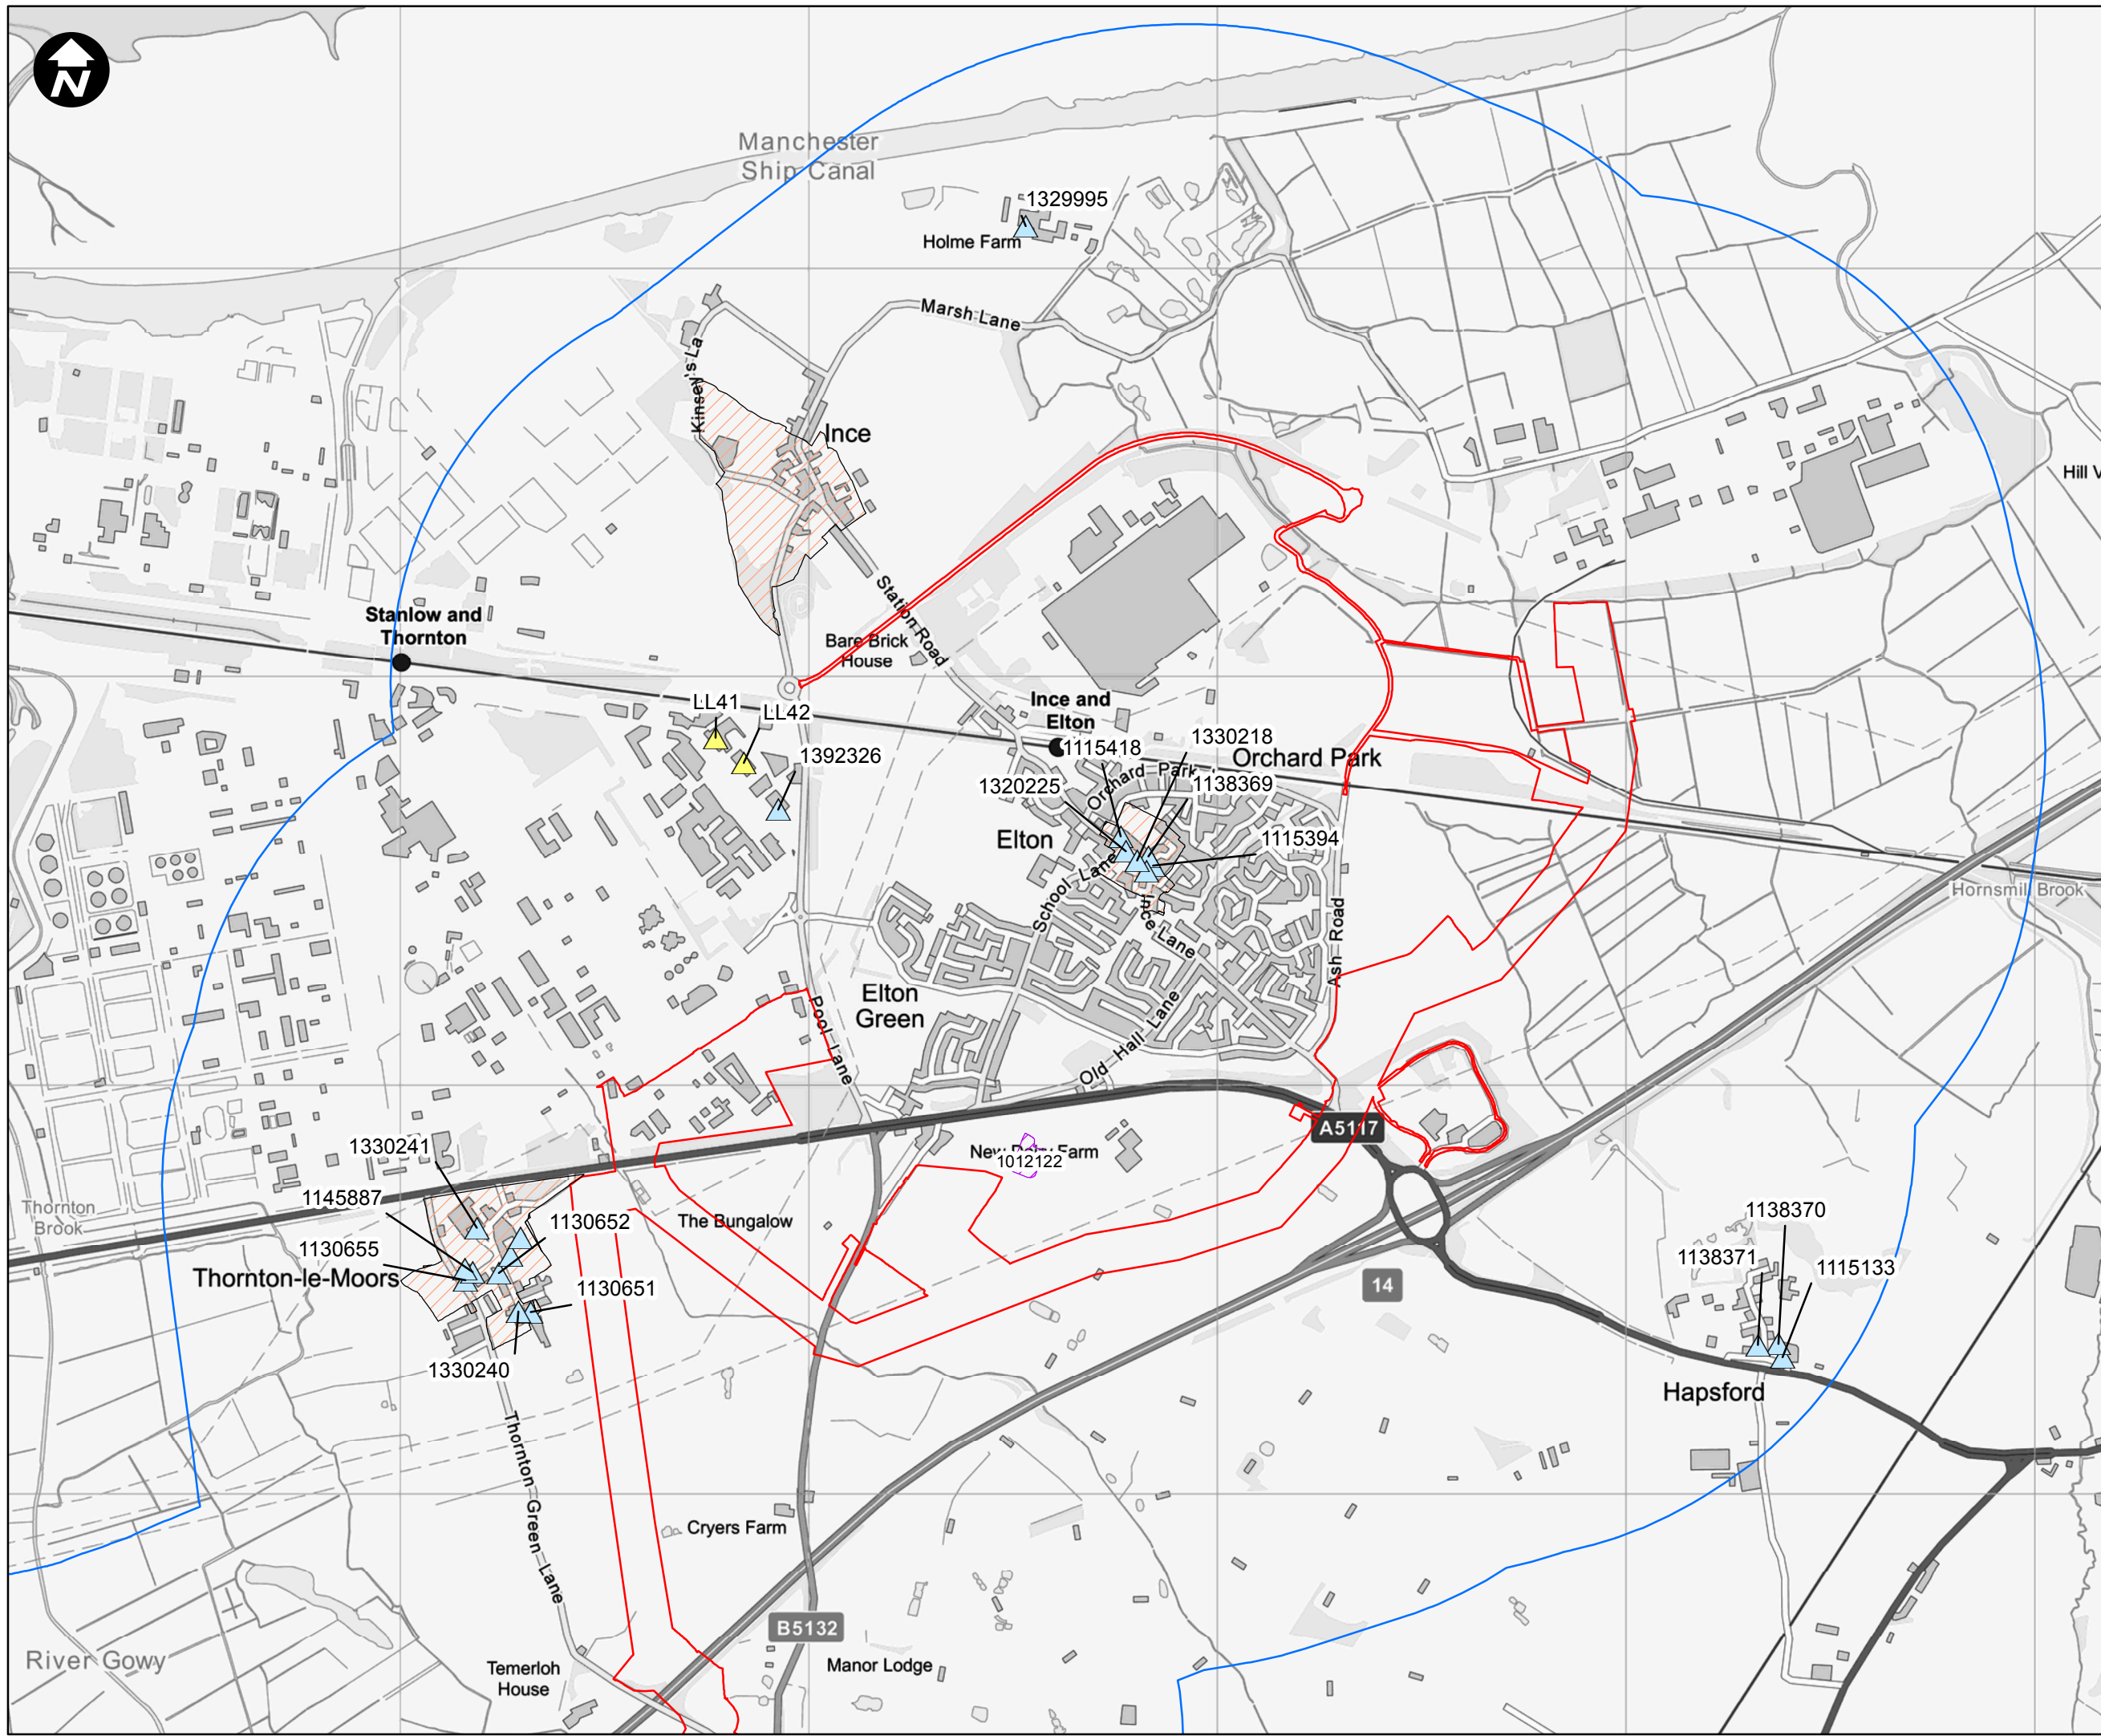 N
Manchester
Ship Canal
1329995
Holme Farm
Marsh Lane
Kinsey's La
Ince
Hill V
Station Road
Stanlow and
Thornton
Bare Brick
House
LL41
LL42
1392326
Ince and
Elton
1115418
1330218
Orchard Park
Orchard Park
1320225
1138369
Elton
1115394
School Lane
Ince Lane
Ash Road
Hornsmill Brook
Elton
Green
Pool Lane
Old Hall Lane
A5117
New Dairy Farm
1012122
1330241
1145887
1130652
Thornton
Brook
The Bungalow
1130655
Thornton-le-Moors
1130651
1330240
14
1138370
1138371
1115133
Hapsford
Thornton Green Lane
Cryers Farm
B5132
River Gowy
Temerloh
House
Manor Lodge